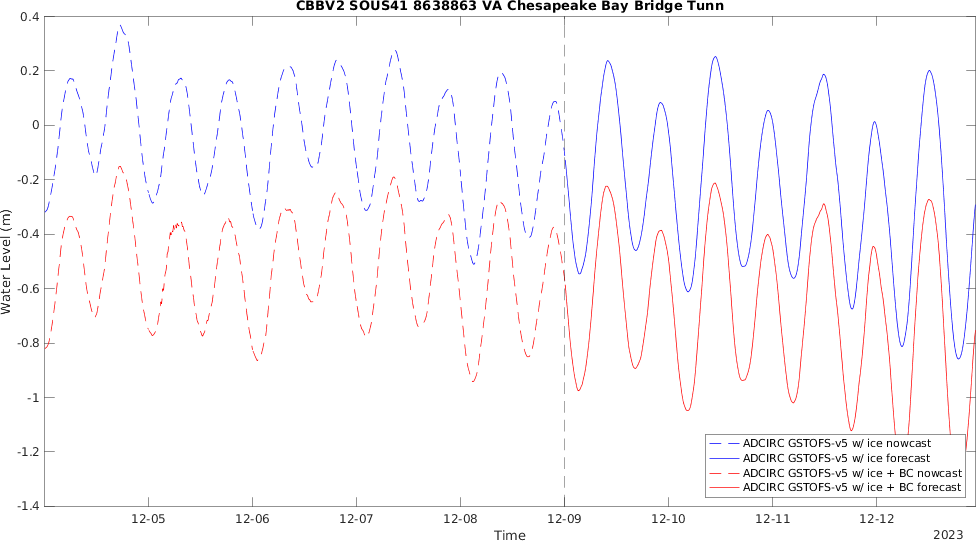 CBBV2 SOUS41 8638863 VA Chesapeake Bay Bridge Tunn
0.4
0.2
0
-0.2
-0.4
-0.6
-0.8
-1
-1.2
-1.4
Water Level (m)
12-05
12-06
12-07
12-08
12-09
12-10
12-11
12-12
Time
2023
ADCIRC GSTOFS-v5 w/ ice nowcast
ADCIRC GSTOFS-v5 w/ ice forecast
ADCIRC GSTOFS-v5 w/ ice + BC nowcast
ADCIRC GSTOFS-v5 w/ ice + BC forecast